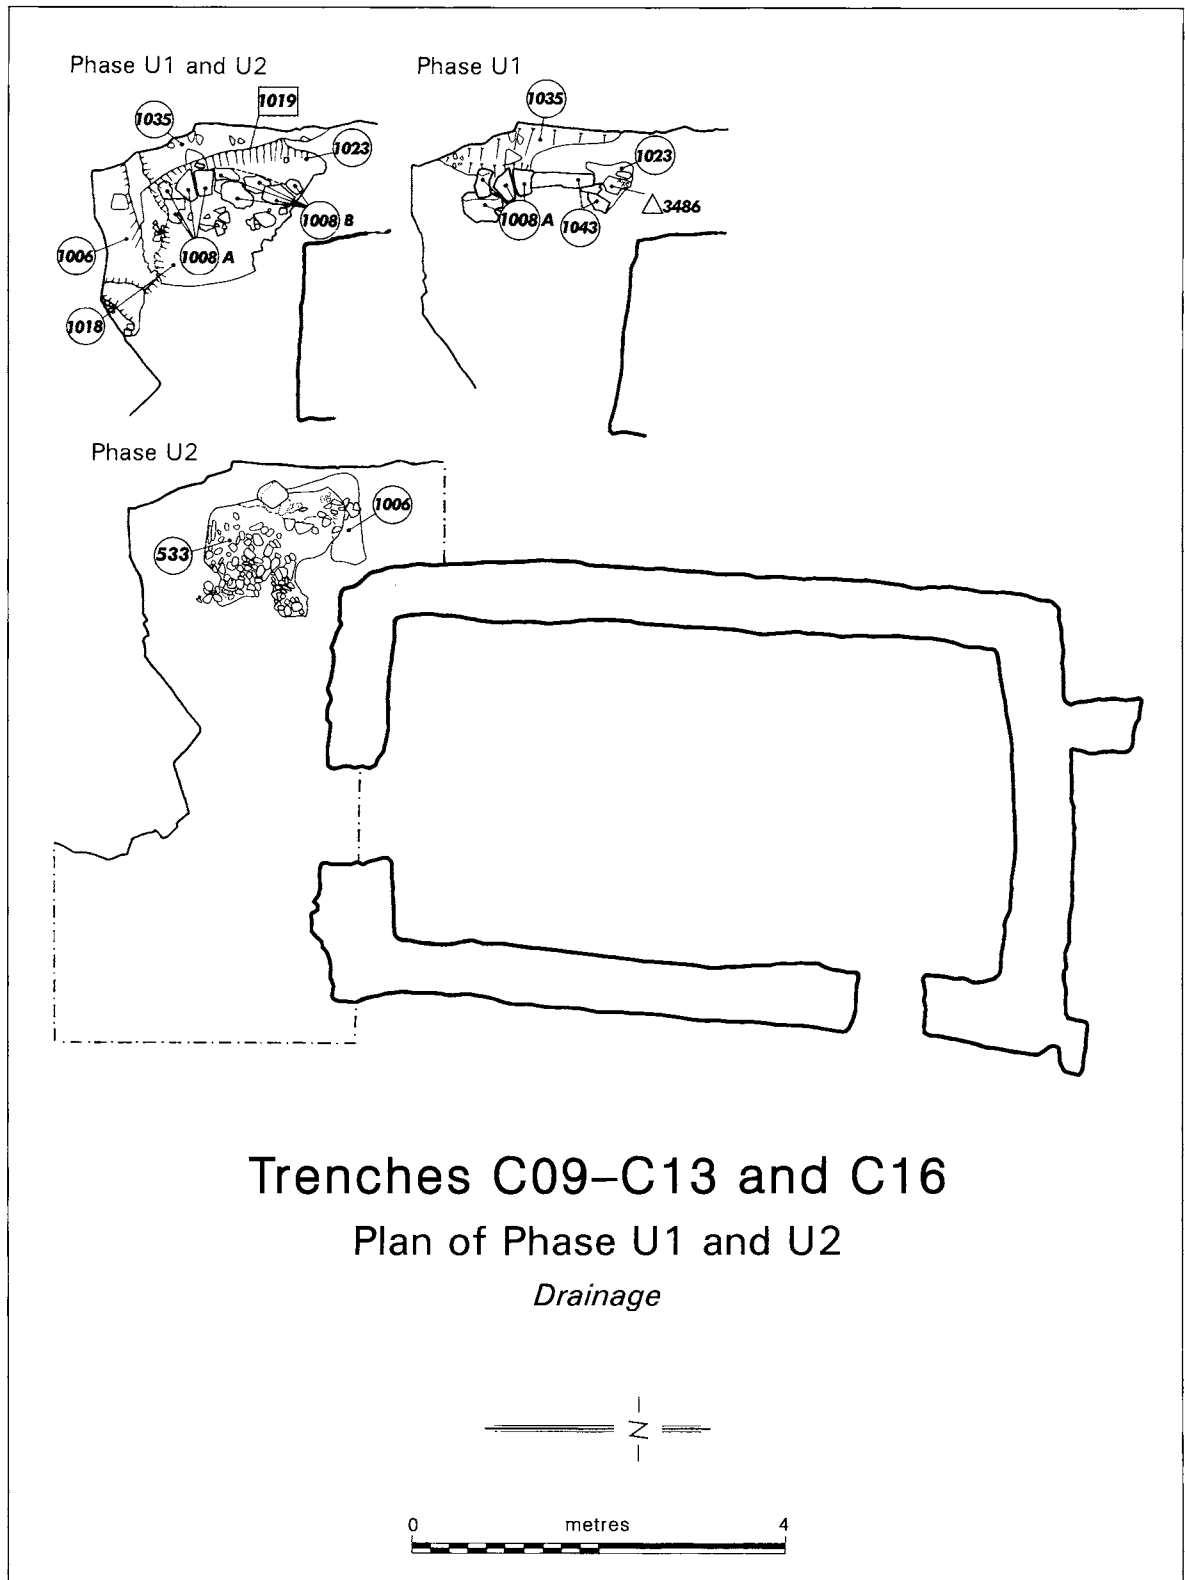 Phase U1 and U2
1035
1019
1023
1008 B
1006
1008 A
1018
Phase U1
1035
1023
3486
1008 A
1043
Phase U2
1006
533
Trenches C09–C13 and C16
Plan of Phase U1 and U2
Drainage
N
0 metres 4